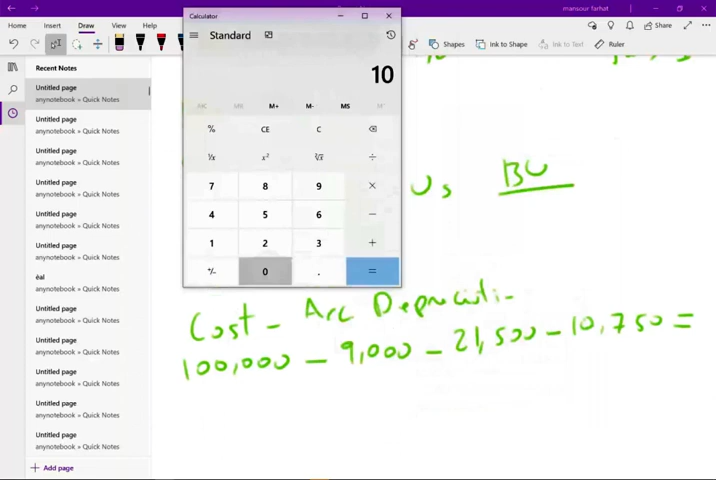 mansour farhat
Calculator
Home Insert Draw View Help
Share
Standard
10
Shapes
Ink to Shape
Ink to Text
Ruler
Recent Notes
Untitled page
anynotebook » Quick Notes
Untitled page
anynotebook » Quick Notes
Untitled page
anynotebook » Quick Notes
Untitled page
anynotebook » Quick Notes
Untitled page
anynotebook » Quick Notes
Untitled page
anynotebook » Quick Notes
éal
anynotebook » Quick Notes
Untitled page
anynotebook » Quick Notes
Untitled page
anynotebook » Quick Notes
Untitled page
anynotebook » Quick Notes
Untitled page
anynotebook » Quick Notes
Untitled page
anynotebook » Quick Notes
+ Add page
MC MR M+ M- MS
% CE C
¹/x x² ²√x ÷
7 8 9 ×
4 5 6 −
1 2 3 +
+/- 0 . =
Us BU
Cost - Acc Depreciati-
100,000 - 9,000 - 21,500 - 10,750 =